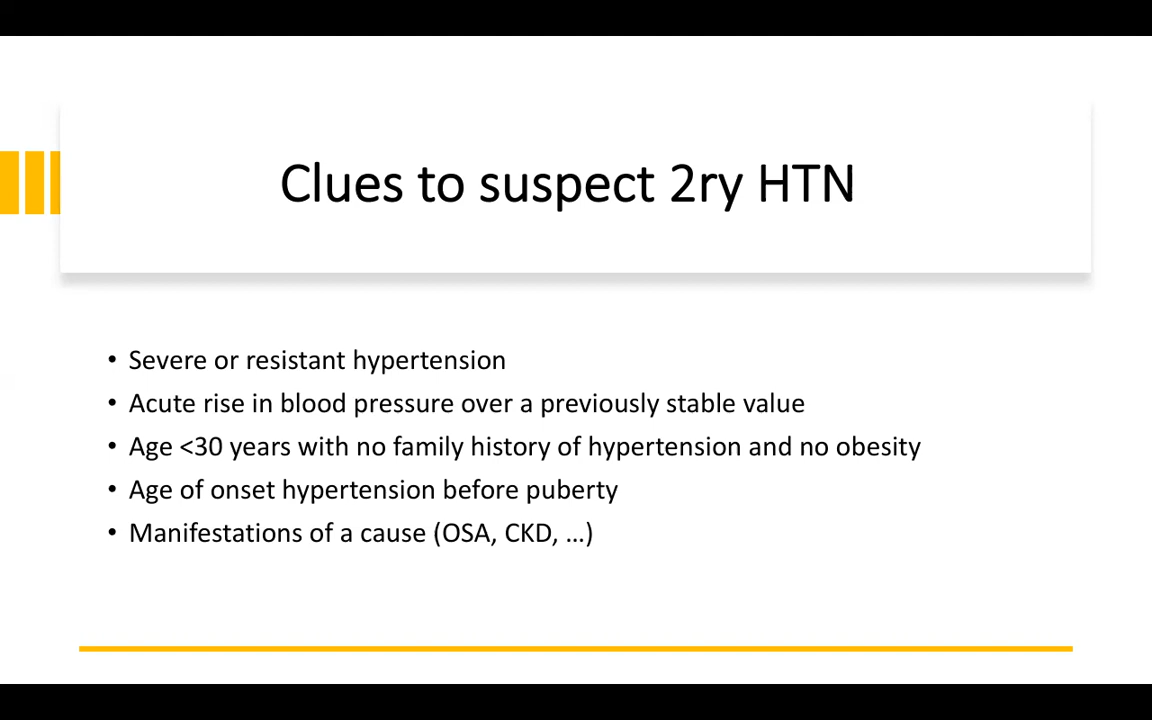 Clues to suspect 2ry HTN
• Severe or resistant hypertension
• Acute rise in blood pressure over a previously stable value
• Age <30 years with no family history of hypertension and no obesity
• Age of onset hypertension before puberty
• Manifestations of a cause (OSA, CKD, ...)